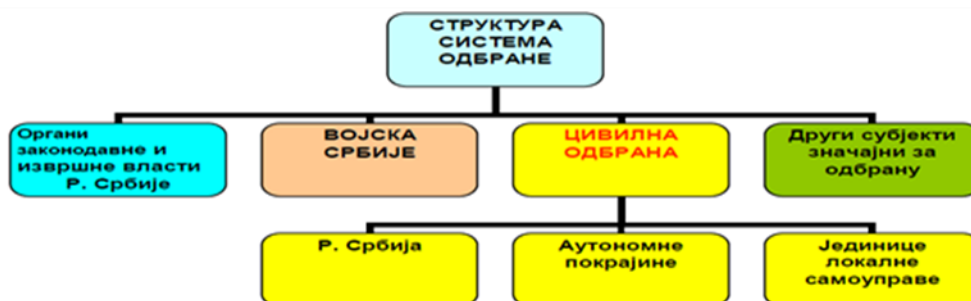 СТРУКТУРА
СИСТЕМА
ОДБРАНЕ
Органи
законодавне и
извршне власти
Р. Србије
ВОЈСКА
СРБИЈЕ
ЦИВИЛНА
ОДБРАНА
Други субјекти
значајни за
одбрану
Р. Србија
Аутономне
покрајине
Јединице
локалне
самоуправе